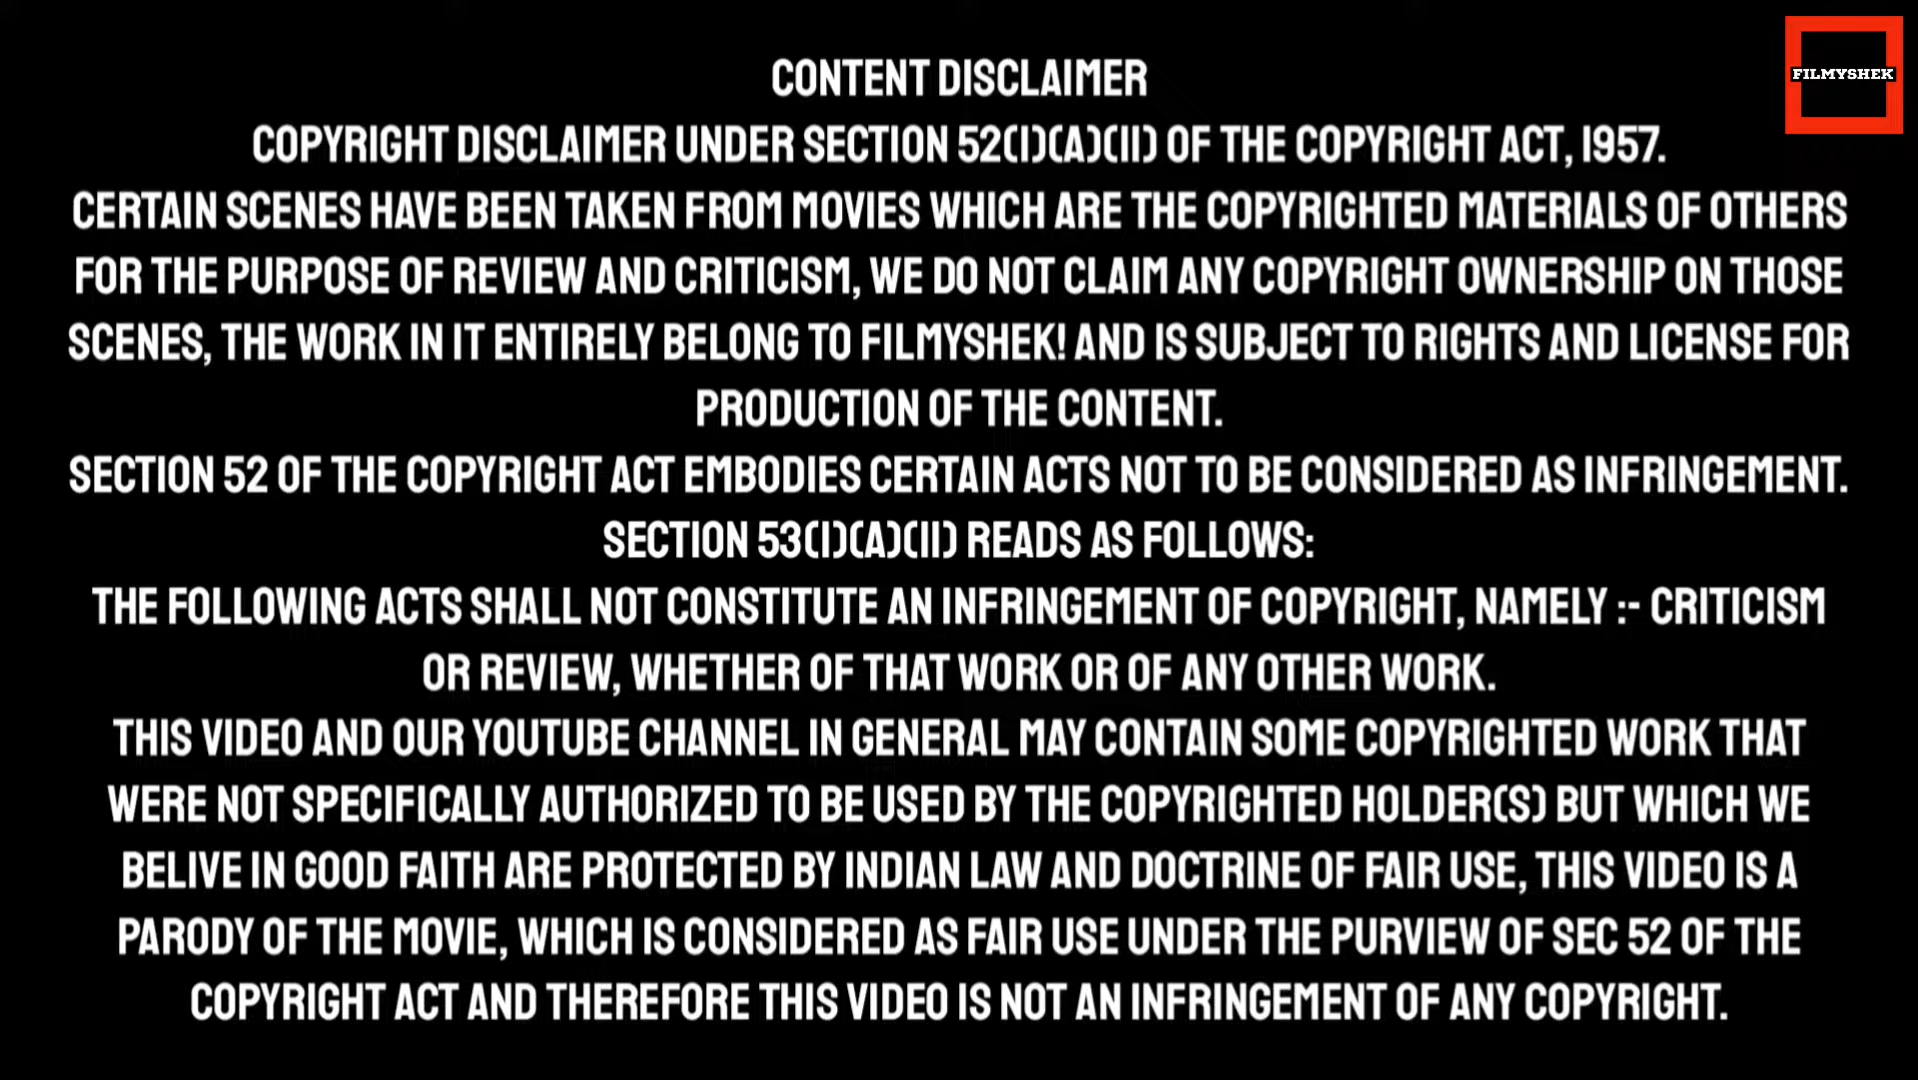 CONTENT DISCLAIMER
FILMYSHEK
COPYRIGHT DISCLAIMER UNDER SECTION 52(I)(A)(II) OF THE COPYRIGHT ACT, 1957.
CERTAIN SCENES HAVE BEEN TAKEN FROM MOVIES WHICH ARE THE COPYRIGHTED MATERIALS OF OTHERS
FOR THE PURPOSE OF REVIEW AND CRITICISM, WE DO NOT CLAIM ANY COPYRIGHT OWNERSHIP ON THOSE
SCENES, THE WORK IN IT ENTIRELY BELONG TO FILMYSHEK! AND IS SUBJECT TO RIGHTS AND LICENSE FOR
PRODUCTION OF THE CONTENT.
SECTION 52 OF THE COPYRIGHT ACT EMBODIES CERTAIN ACTS NOT TO BE CONSIDERED AS INFRINGEMENT.
SECTION 53(I)(A)(II) READS AS FOLLOWS:
THE FOLLOWING ACTS SHALL NOT CONSTITUTE AN INFRINGEMENT OF COPYRIGHT, NAMELY :- CRITICISM
OR REVIEW, WHETHER OF THAT WORK OR OF ANY OTHER WORK.
THIS VIDEO AND OUR YOUTUBE CHANNEL IN GENERAL MAY CONTAIN SOME COPYRIGHTED WORK THAT
WERE NOT SPECIFICALLY AUTHORIZED TO BE USED BY THE COPYRIGHTED HOLDER(S) BUT WHICH WE
BELIVE IN GOOD FAITH ARE PROTECTED BY INDIAN LAW AND DOCTRINE OF FAIR USE, THIS VIDEO IS A
PARODY OF THE MOVIE, WHICH IS CONSIDERED AS FAIR USE UNDER THE PURVIEW OF SEC 52 OF THE
COPYRIGHT ACT AND THEREFORE THIS VIDEO IS NOT AN INFRINGEMENT OF ANY COPYRIGHT.